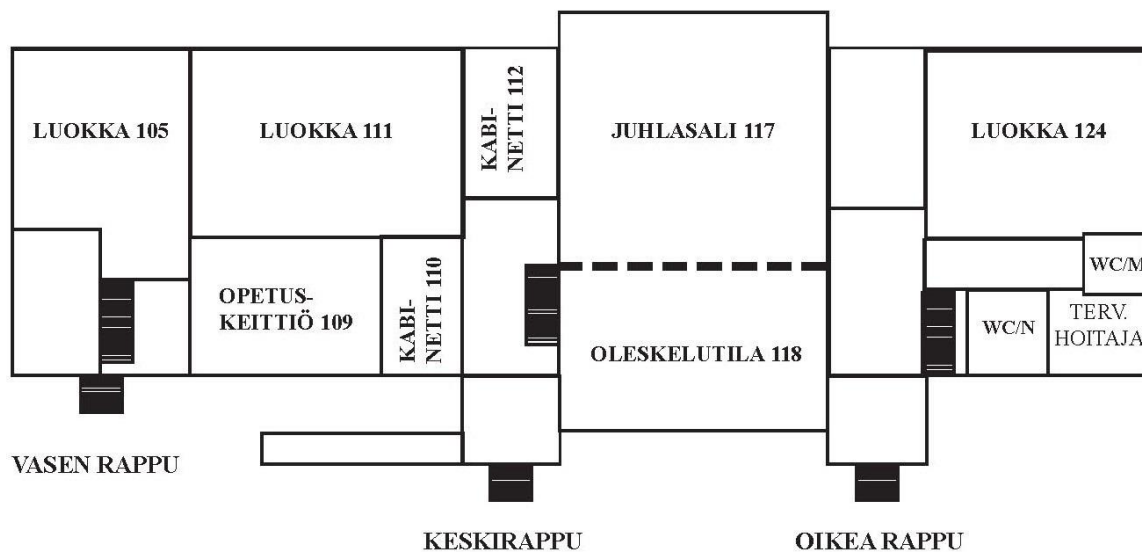 LUOKKA 105
LUOKKA 111
KABI-
NETTI 112
JUHLASALI 117
LUOKKA 124
OPETUS-
KEITTIÖ 109
KABI-
NETTI 110
OLESKELUTILA 118
WC/M
WC/N
TERV.
HOITAJA
VASEN RAPPU
KESKIRAPPU
OIKEA RAPPU